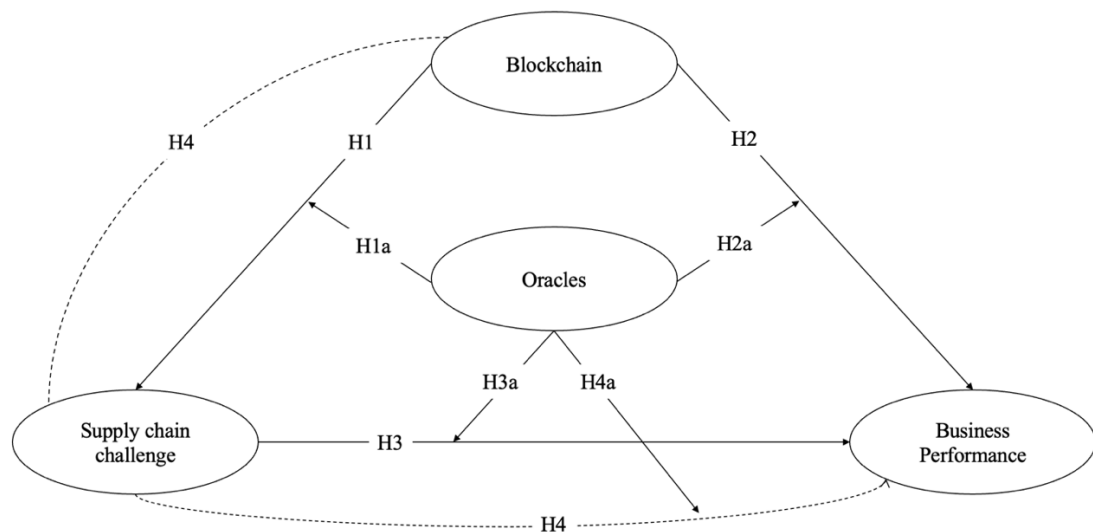 Blockchain
H4
H1
H2
H1a
H2a
Oracles
H3a
H4a
Supply chain
challenge
H3
Business
Performance
H4